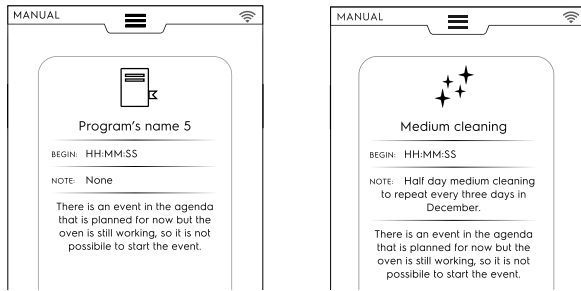 MANUAL
Program's name 5
BEGIN: HH:MM:SS
NOTE: None
There is an event in the agenda
that is planned for now but the
oven is still working, so it is not
possibile to start the event.
MANUAL
Medium cleaning
BEGIN: HH:MM:SS
NOTE: Half day medium cleaning
to repeat every three days in
December.
There is an event in the agenda
that is planned for now but the
oven is still working, so it is not
possibile to start the event.